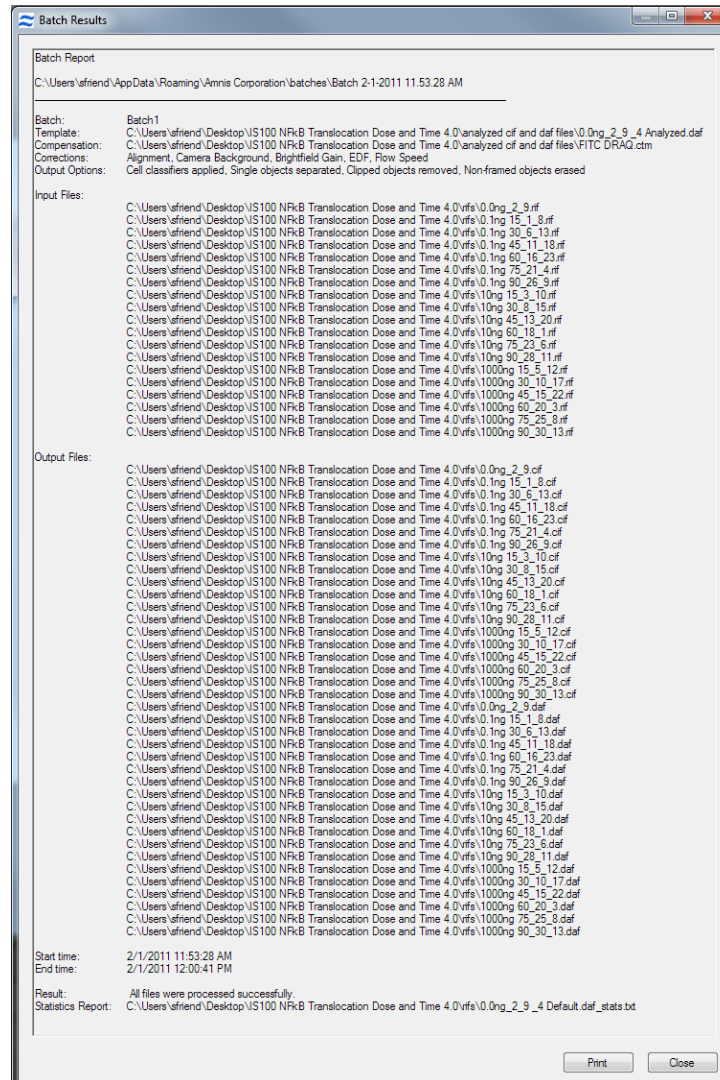 Batch Results
Batch Report
C:\Users\sfriend\AppData\Roaming\Amnis Corporation\batches\Batch 2-1-2011 11.53.28 AM
Batch: Batch1
Template: C:\Users\sfriend\Desktop\IS100 NFkB Translocation Dose and Time 4.0\analyzed cif and daf files\0.0ng_2_9 _4 Analyzed.daf
Compensation: C:\Users\sfriend\Desktop\IS100 NFkB Translocation Dose and Time 4.0\analyzed cif and daf files\FITC DRAQ.ctm
Corrections: Alignment, Camera Background, Brightfield Gain, EDF, Flow Speed
Output Options: Cell classifiers applied, Single objects separated, Clipped objects removed, Non-framed objects erased
Input Files:
C:\Users\sfriend\Desktop\IS100 NFkB Translocation Dose and Time 4.0\rifs\0.0ng_2_9.rif
C:\Users\sfriend\Desktop\IS100 NFkB Translocation Dose and Time 4.0\rifs\0.1ng 15_1_8.rif
C:\Users\sfriend\Desktop\IS100 NFkB Translocation Dose and Time 4.0\rifs\0.1ng 30_6_13.rif
C:\Users\sfriend\Desktop\IS100 NFkB Translocation Dose and Time 4.0\rifs\0.1ng 45_11_18.rif
C:\Users\sfriend\Desktop\IS100 NFkB Translocation Dose and Time 4.0\rifs\0.1ng 60_16_23.rif
C:\Users\sfriend\Desktop\IS100 NFkB Translocation Dose and Time 4.0\rifs\0.1ng 75_21_4.rif
C:\Users\sfriend\Desktop\IS100 NFkB Translocation Dose and Time 4.0\rifs\0.1ng 90_26_9.rif
C:\Users\sfriend\Desktop\IS100 NFkB Translocation Dose and Time 4.0\rifs\10ng 15_3_10.rif
C:\Users\sfriend\Desktop\IS100 NFkB Translocation Dose and Time 4.0\rifs\10ng 30_8_15.rif
C:\Users\sfriend\Desktop\IS100 NFkB Translocation Dose and Time 4.0\rifs\10ng 45_13_20.rif
C:\Users\sfriend\Desktop\IS100 NFkB Translocation Dose and Time 4.0\rifs\10ng 60_18_1.rif
C:\Users\sfriend\Desktop\IS100 NFkB Translocation Dose and Time 4.0\rifs\10ng 75_23_6.rif
C:\Users\sfriend\Desktop\IS100 NFkB Translocation Dose and Time 4.0\rifs\10ng 90_28_11.rif
C:\Users\sfriend\Desktop\IS100 NFkB Translocation Dose and Time 4.0\rifs\1000ng 15_5_12.rif
C:\Users\sfriend\Desktop\IS100 NFkB Translocation Dose and Time 4.0\rifs\1000ng 30_10_17.rif
C:\Users\sfriend\Desktop\IS100 NFkB Translocation Dose and Time 4.0\rifs\1000ng 45_15_22.rif
C:\Users\sfriend\Desktop\IS100 NFkB Translocation Dose and Time 4.0\rifs\1000ng 60_20_3.rif
C:\Users\sfriend\Desktop\IS100 NFkB Translocation Dose and Time 4.0\rifs\1000ng 75_25_8.rif
C:\Users\sfriend\Desktop\IS100 NFkB Translocation Dose and Time 4.0\rifs\1000ng 90_30_13.rif
Output Files:
C:\Users\sfriend\Desktop\IS100 NFkB Translocation Dose and Time 4.0\rifs\0.0ng_2_9.cif
C:\Users\sfriend\Desktop\IS100 NFkB Translocation Dose and Time 4.0\rifs\0.1ng 15_1_8.cif
C:\Users\sfriend\Desktop\IS100 NFkB Translocation Dose and Time 4.0\rifs\0.1ng 30_6_13.cif
C:\Users\sfriend\Desktop\IS100 NFkB Translocation Dose and Time 4.0\rifs\0.1ng 45_11_18.cif
C:\Users\sfriend\Desktop\IS100 NFkB Translocation Dose and Time 4.0\rifs\0.1ng 60_16_23.cif
C:\Users\sfriend\Desktop\IS100 NFkB Translocation Dose and Time 4.0\rifs\0.1ng 75_21_4.cif
C:\Users\sfriend\Desktop\IS100 NFkB Translocation Dose and Time 4.0\rifs\0.1ng 90_26_9.cif
C:\Users\sfriend\Desktop\IS100 NFkB Translocation Dose and Time 4.0\rifs\10ng 15_3_10.cif
C:\Users\sfriend\Desktop\IS100 NFkB Translocation Dose and Time 4.0\rifs\10ng 30_8_15.cif
C:\Users\sfriend\Desktop\IS100 NFkB Translocation Dose and Time 4.0\rifs\10ng 45_13_20.cif
C:\Users\sfriend\Desktop\IS100 NFkB Translocation Dose and Time 4.0\rifs\10ng 60_18_1.cif
C:\Users\sfriend\Desktop\IS100 NFkB Translocation Dose and Time 4.0\rifs\10ng 75_23_6.cif
C:\Users\sfriend\Desktop\IS100 NFkB Translocation Dose and Time 4.0\rifs\10ng 90_28_11.cif
C:\Users\sfriend\Desktop\IS100 NFkB Translocation Dose and Time 4.0\rifs\1000ng 15_5_12.cif
C:\Users\sfriend\Desktop\IS100 NFkB Translocation Dose and Time 4.0\rifs\1000ng 30_10_17.cif
C:\Users\sfriend\Desktop\IS100 NFkB Translocation Dose and Time 4.0\rifs\1000ng 45_15_22.cif
C:\Users\sfriend\Desktop\IS100 NFkB Translocation Dose and Time 4.0\rifs\1000ng 60_20_3.cif
C:\Users\sfriend\Desktop\IS100 NFkB Translocation Dose and Time 4.0\rifs\1000ng 75_25_8.cif
C:\Users\sfriend\Desktop\IS100 NFkB Translocation Dose and Time 4.0\rifs\1000ng 90_30_13.cif
C:\Users\sfriend\Desktop\IS100 NFkB Translocation Dose and Time 4.0\rifs\0.0ng_2_9.daf
C:\Users\sfriend\Desktop\IS100 NFkB Translocation Dose and Time 4.0\rifs\0.1ng 15_1_8.daf
C:\Users\sfriend\Desktop\IS100 NFkB Translocation Dose and Time 4.0\rifs\0.1ng 30_6_13.daf
C:\Users\sfriend\Desktop\IS100 NFkB Translocation Dose and Time 4.0\rifs\0.1ng 45_11_18.daf
C:\Users\sfriend\Desktop\IS100 NFkB Translocation Dose and Time 4.0\rifs\0.1ng 60_16_23.daf
C:\Users\sfriend\Desktop\IS100 NFkB Translocation Dose and Time 4.0\rifs\0.1ng 75_21_4.daf
C:\Users\sfriend\Desktop\IS100 NFkB Translocation Dose and Time 4.0\rifs\0.1ng 90_26_9.daf
C:\Users\sfriend\Desktop\IS100 NFkB Translocation Dose and Time 4.0\rifs\10ng 15_3_10.daf
C:\Users\sfriend\Desktop\IS100 NFkB Translocation Dose and Time 4.0\rifs\10ng 30_8_15.daf
C:\Users\sfriend\Desktop\IS100 NFkB Translocation Dose and Time 4.0\rifs\10ng 45_13_20.daf
C:\Users\sfriend\Desktop\IS100 NFkB Translocation Dose and Time 4.0\rifs\10ng 60_18_1.daf
C:\Users\sfriend\Desktop\IS100 NFkB Translocation Dose and Time 4.0\rifs\10ng 75_23_6.daf
C:\Users\sfriend\Desktop\IS100 NFkB Translocation Dose and Time 4.0\rifs\10ng 90_28_11.daf
C:\Users\sfriend\Desktop\IS100 NFkB Translocation Dose and Time 4.0\rifs\1000ng 15_5_12.daf
C:\Users\sfriend\Desktop\IS100 NFkB Translocation Dose and Time 4.0\rifs\1000ng 30_10_17.daf
C:\Users\sfriend\Desktop\IS100 NFkB Translocation Dose and Time 4.0\rifs\1000ng 45_15_22.daf
C:\Users\sfriend\Desktop\IS100 NFkB Translocation Dose and Time 4.0\rifs\1000ng 60_20_3.daf
C:\Users\sfriend\Desktop\IS100 NFkB Translocation Dose and Time 4.0\rifs\1000ng 75_25_8.daf
C:\Users\sfriend\Desktop\IS100 NFkB Translocation Dose and Time 4.0\rifs\1000ng 90_30_13.daf
Start time: 2/1/2011 11:53:28 AM
End time: 2/1/2011 12:00:41 PM
Result: All files were processed successfully.
Statistics Report: C:\Users\sfriend\Desktop\IS100 NFkB Translocation Dose and Time 4.0\rifs\0.0ng_2_9 _4 Default.daf_stats.txt
Print Close